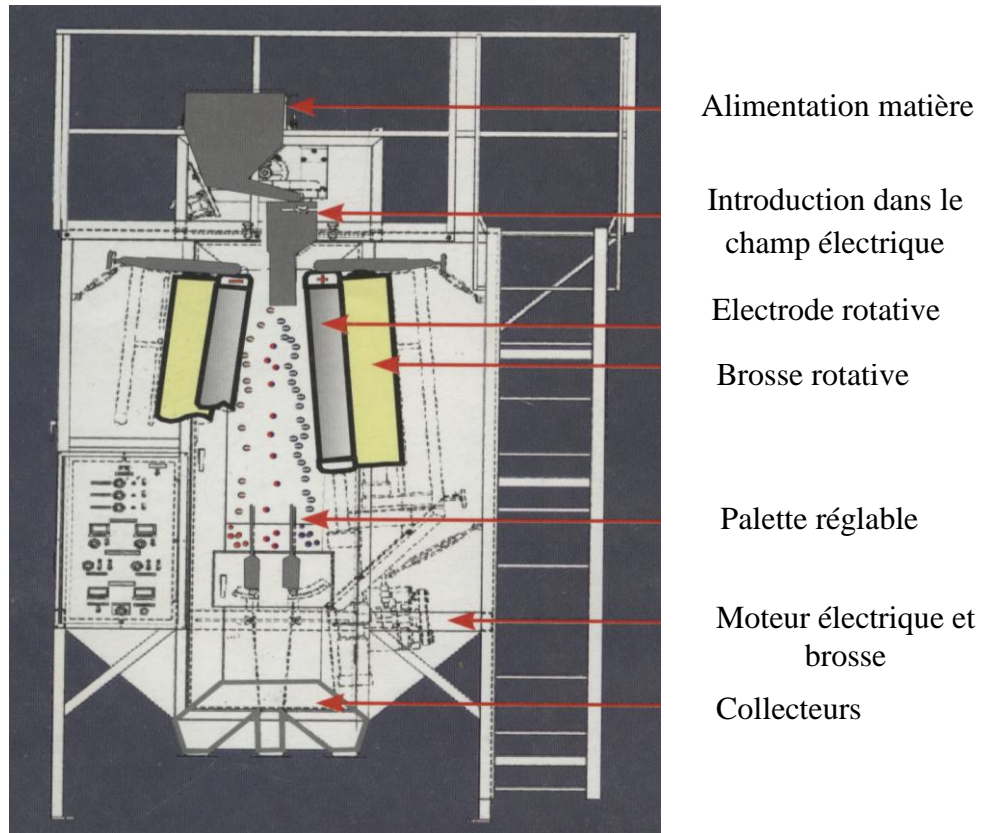 Alimentation matière
Introduction dans le
champ électrique
- +
Electrode rotative
Brosse rotative
Palette réglable
Moteur électrique et
brosse
Collecteurs